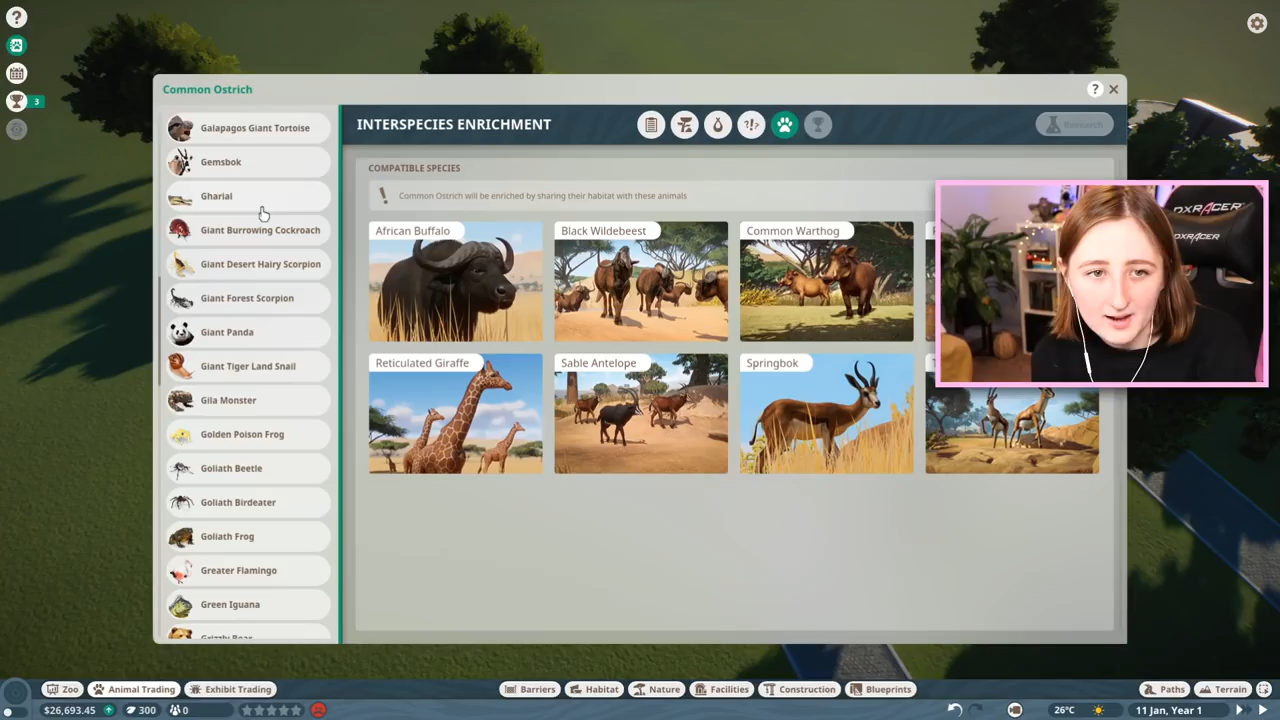 Common Ostrich
?
3
Galapagos Giant Tortoise
Gemsbok
Gharial
Giant Burrowing Cockroach
Giant Desert Hairy Scorpion
Giant Forest Scorpion
Giant Panda
Giant Tiger Land Snail
Gila Monster
Golden Poison Frog
Goliath Beetle
Goliath Birdeater
Goliath Frog
Greater Flamingo
Green Iguana
Grizzly Bear
INTERSPECIES ENRICHMENT
Research
COMPATIBLE SPECIES
Common Ostrich will be enriched by sharing their habitat with these animals
African Buffalo
Black Wildebeest
Common Warthog
Reticulated Giraffe
Sable Antelope
Springbok
DXRACER
Zoo
Animal Trading
Exhibit Trading
Barriers
Habitat
Nature
Facilities
Construction
Blueprints
Paths
Terrain
$26,693.45
300
0
26°C
11 Jan, Year 1